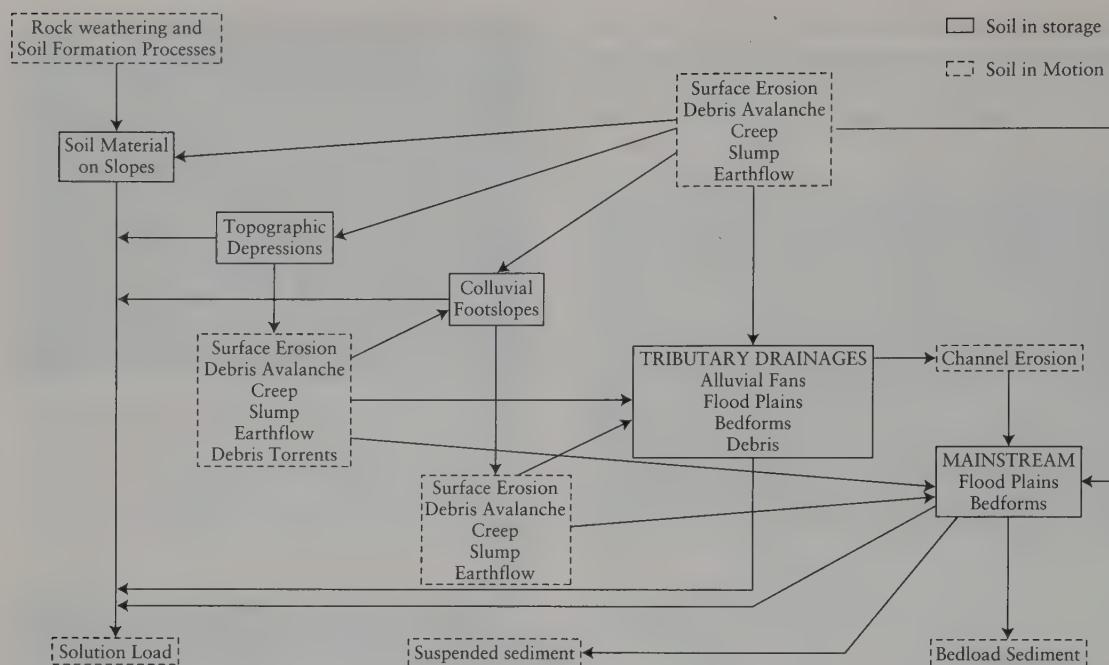 Rock weathering and
Soil Formation Processes
Soil in storage
Soil in Motion
Surface Erosion
Debris Avalanche
Creep
Slump
Earthflow
Soil Material
on Slopes
Topographic
Depressions
Colluvial
Footslopes
Surface Erosion
Debris Avalanche
Creep
Slump
Earthflow
Debris Torrents
TRIBUTARY DRAINAGES
Alluvial Fans
Flood Plains
Bedforms
Debris
Channel Erosion
MAINSTREAM
Flood Plains
Bedforms
Surface Erosion
Debris Avalanche
Creep
Slump
Earthflow
Solution Load
Suspended sediment
Bedload Sediment